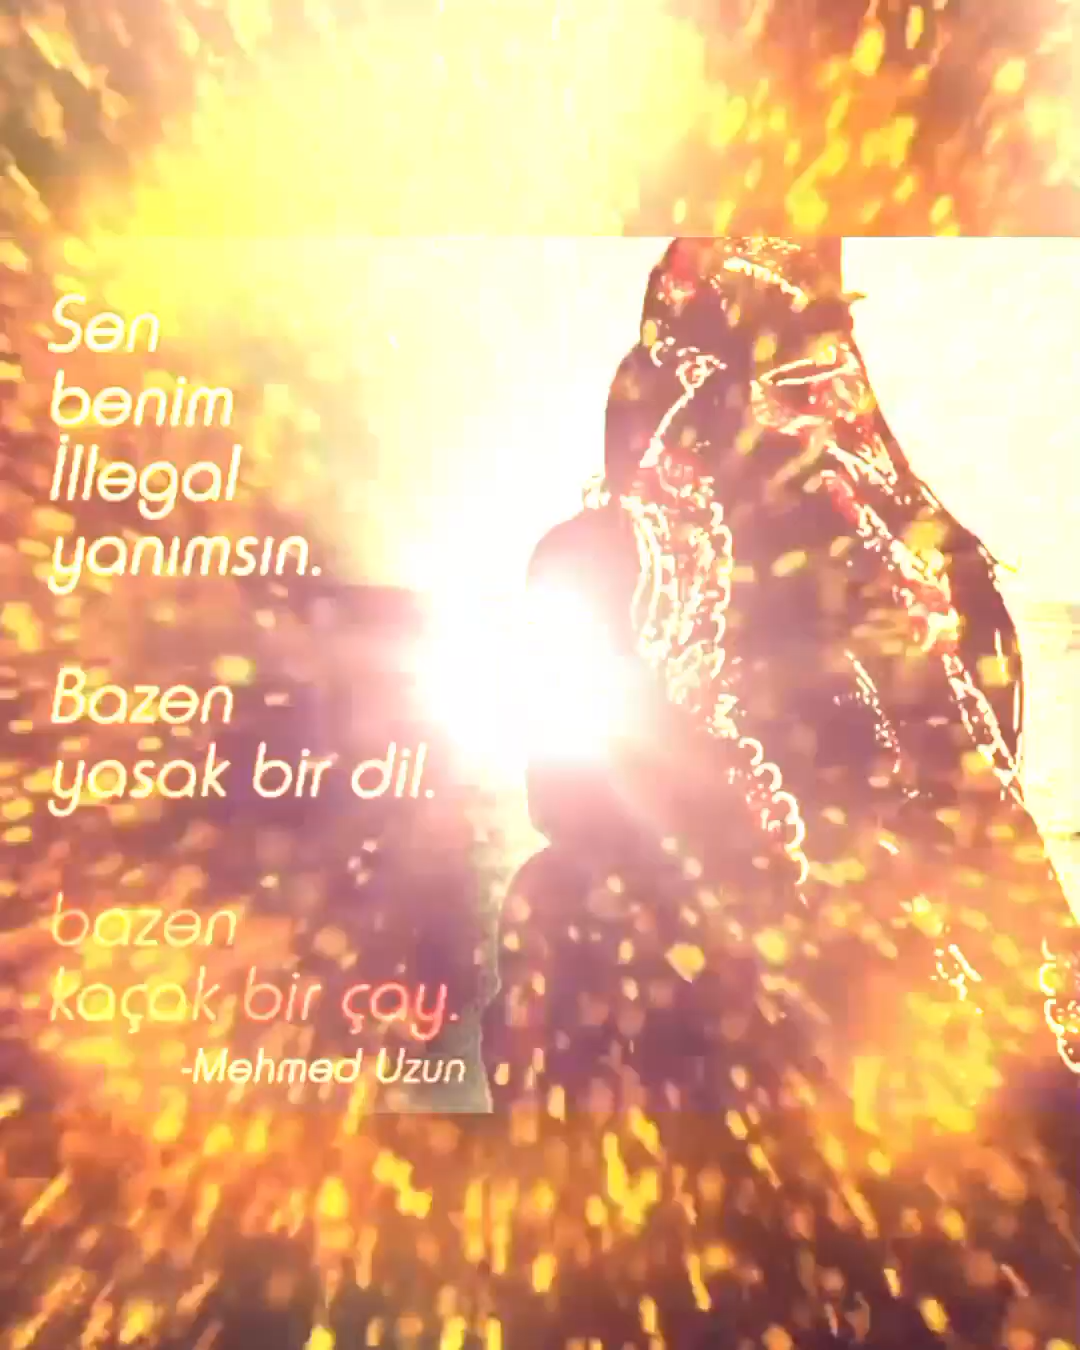 Sen
benim
İllegal
yanımsın.
Bazen
yasak bir dil.
bazen
kaçak bir çay.
-Mehmed Uzun